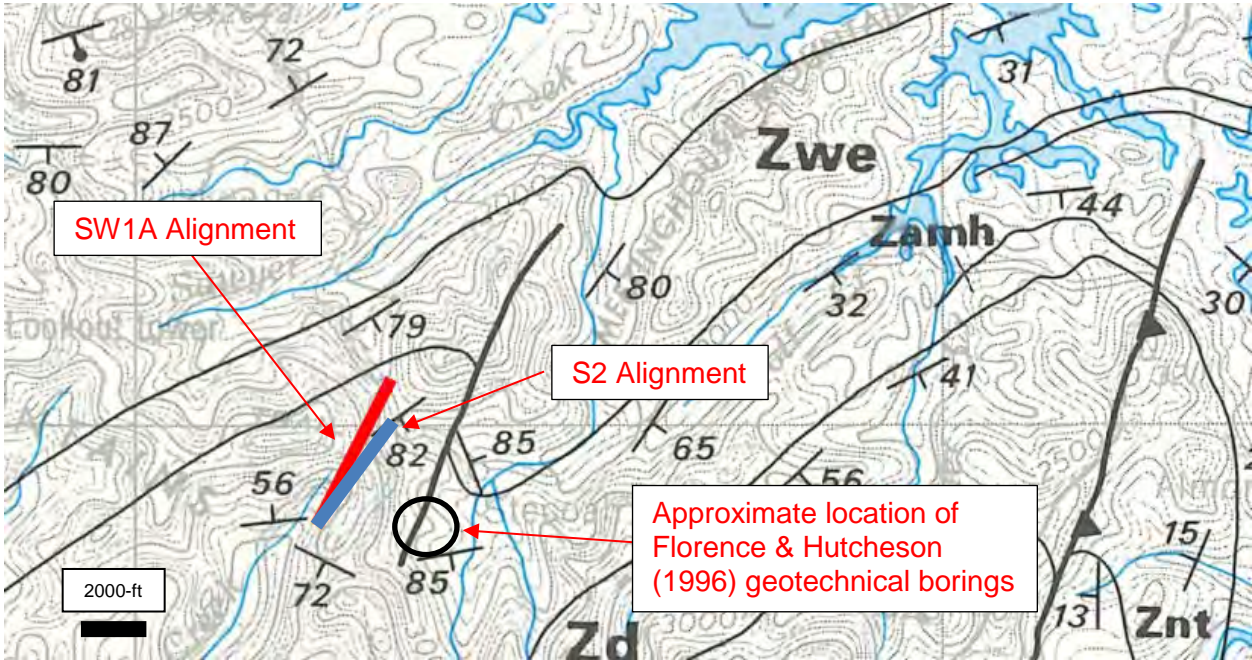 81
72
31
87
80
Zwe
44
SW1A Alignment
Zamh
80
32
30
79
S2 Alignment
41
82
85
65
56
56
Approximate location of
Florence & Hutcheson
(1996) geotechnical borings
15
2000-ft
72
85
13
Znt
Zd
3000